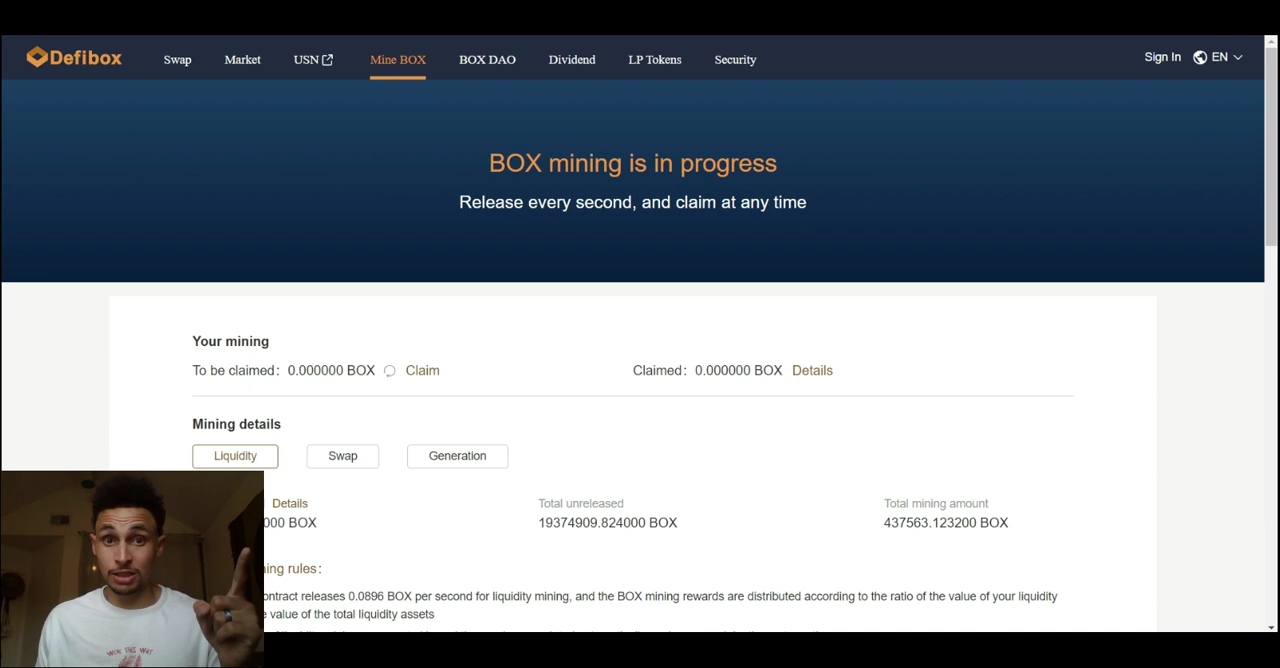 Defibox Swap Market USN Mine BOX BOX DAO Dividend LP Tokens Security Sign In EN
BOX mining is in progress
Release every second, and claim at any time
Your mining
To be claimed: 0.000000 BOX Claim Claimed: 0.000000 BOX Details
Mining details
Liquidity Swap Generation
Details Total unreleased Total mining amount
000 BOX 19374909.824000 BOX 437563.123200 BOX
ing rules:
ontract releases 0.0896 BOX per second for liquidity mining, and the BOX mining rewards are distributed according to the ratio of the value of your liquidity
value of the total liquidity assets